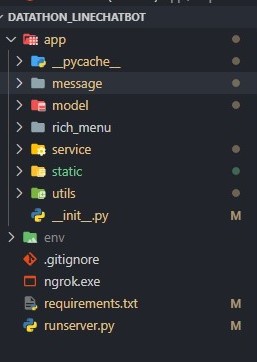 DATATHON_LINECHATBOT
app
__pycache__
message
model
rich_menu
service
static
utils
__init__.py M
env
.gitignore
ngrok.exe
requirements.txt M
runserver.py M